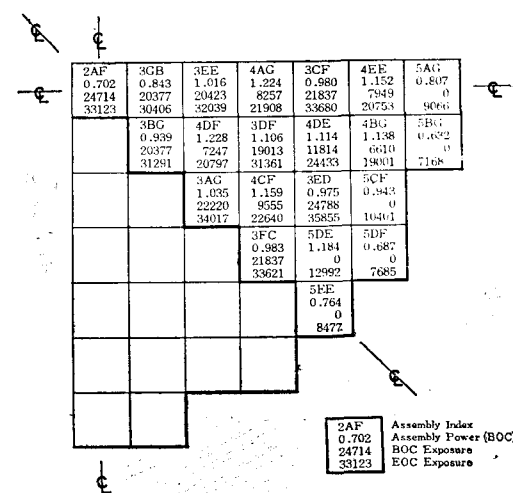 2AF 3GB 3EE 4AG 3CF 4EE 5AG
0.702 0.843 1.016 1.224 0.980 1.152 0.807
24714 20377 20423 8257 21837 7949 0
33123 30406 32039 21908 33680 20753 9066
3BG 4DF 3DF 4DE 4BG 5BG
0.939 1.228 1.106 1.114 1.138 0.632
20377 7247 19013 11814 6610 0
31291 20797 31361 24433 19001 7168
3AG 4CF 3ED 5CF
1.035 1.159 0.975 0.943
22220 9555 24788 0
34017 22640 35855 10401
3FC 5DE 5DF
0.983 1.184 0.687
21837 0 0
33621 12992 7685
5EE
0.764
0
8477
2AF Assembly Index
0.702 Assembly Power (BOC)
24714 BOC Exposure
33123 EOC Exposure